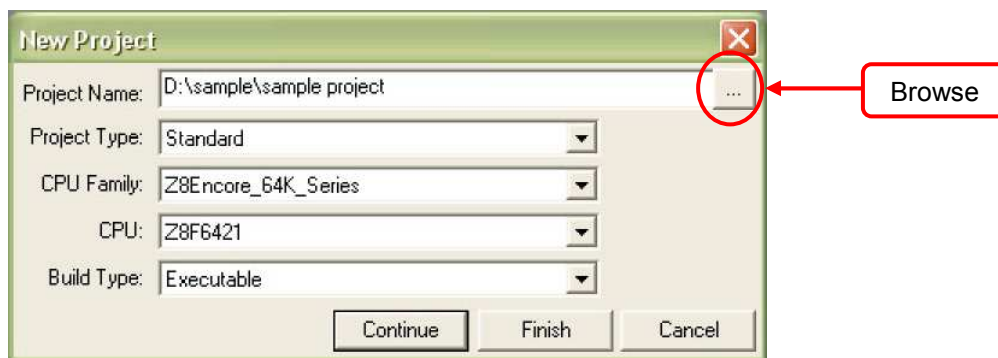 New Project
Project Name: D:\sample\sample project ... Browse
Project Type: Standard
CPU Family: Z8Encore_64K_Series
CPU: Z8F6421
Build Type: Executable
Continue Finish Cancel